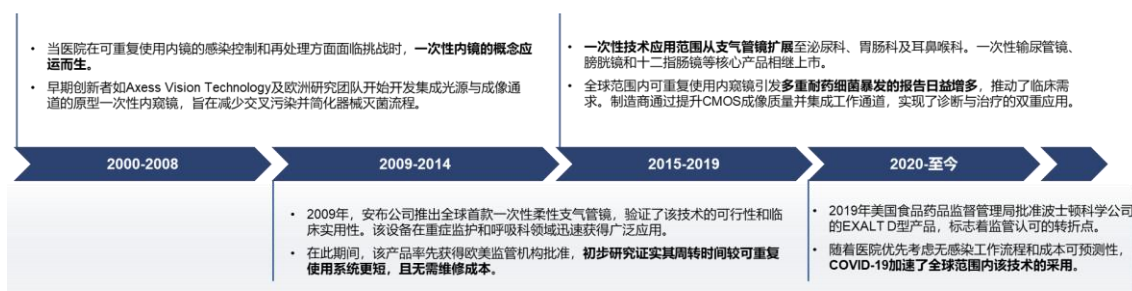 • 当医院在可重复使用内镜的感染控制和再处理方面面临挑战时，一次性内镜的概念应
运而生。
• 早期创新者如Axess Vision Technology及欧洲研究团队开始开发集成光源与成像通
道的原型一次性内窥镜，旨在减少交叉污染并简化器械灭菌流程。
• 一次性技术应用范围从支气管镜扩展至泌尿科、胃肠科及耳鼻喉科。一次性输尿管镜、
膀胱镜和十二指肠镜等核心产品相继上市。
• 全球范围内可重复使用内窥镜引发多重耐药细菌暴发的报告日益增多，推动了临床需
求。制造商通过提升CMOS成像质量并集成工作通道，实现了诊断与治疗的双重应用。
2000-2008
2009-2014
2015-2019
2020-至今
• 2009年，安布公司推出全球首款一次性柔性支气管镜，验证了该技术的可行性和临
床实用性。该设备在重症监护和呼吸科领域迅速获得广泛应用。
• 在此期间，该产品率先获得欧美监管机构批准，初步研究证实其周转时间较可重复
使用系统更短，且无需维修成本。
• 2019年美国食品药品监督管理局批准波士顿科学公司
的EXALT D型产品，标志着监管认可的转折点。
• 随着医院优先考虑无感染工作流程和成本可预测性，
COVID-19加速了全球范围内该技术的采用。